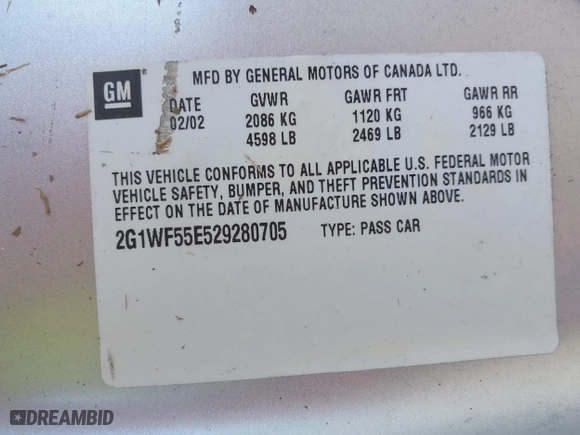 GM
MFD BY GENERAL MOTORS OF CANADA LTD.
DATE GVWR GAWR FRT GAWR RR
02/02 2086 KG 1120 KG 966 KG
4598 LB 2469 LB 2129 LB
THIS VEHICLE CONFORMS TO ALL APPLICABLE U.S. FEDERAL MOTOR
VEHICLE SAFETY, BUMPER, AND THEFT PREVENTION STANDARDS IN
EFFECT ON THE DATE OF MANUFACTURE SHOWN ABOVE.
2G1WF55E529280705 TYPE: PASS CAR
DREAMBID